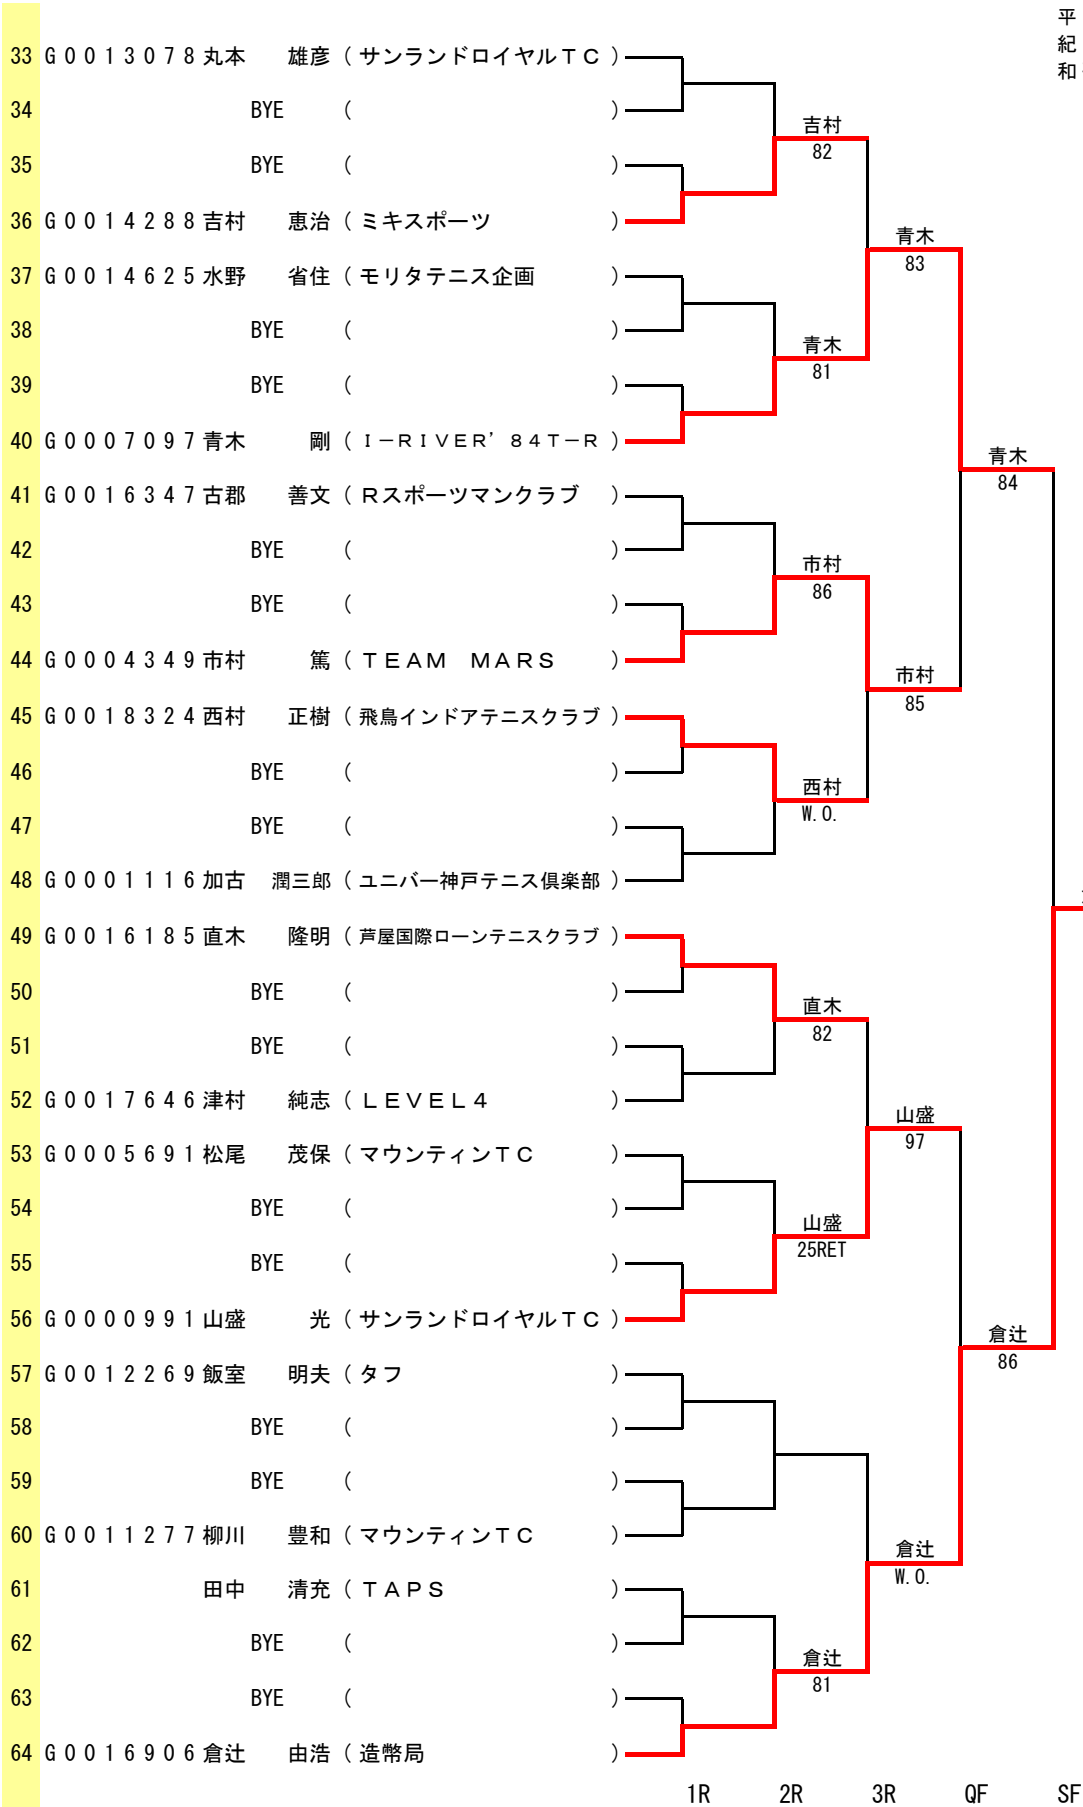 平
紀
和
33 G0013078 丸本 雄彦 ( サンランドロイヤルTC )
34 BYE ( )
吉村
35 BYE ( )
82
36 G0014288 吉村 恵治 ( ミキスポーツ )
青木
37 G0014625 水野 省住 ( モリタテニス企画 )
83
38 BYE ( )
青木
39 BYE ( )
81
40 G0007097 青木 剛 ( I-RIVER’84T-R )
青木
41 G0016347 古郡 善文 ( Rスポーツマンクラブ )
84
42 BYE ( )
市村
43 BYE ( )
86
44 G0004349 市村 篤 ( TEAM MARS )
市村
45 G0018324 西村 正樹 ( 飛鳥インドアテニスクラブ )
85
46 BYE ( )
西村
47 BYE ( )
W.O.
48 G0001116 加古 潤三郎 ( ユニバー神戸テニス倶楽部 )
49 G0016185 直木 隆明 ( 芦屋国際ローンテニスクラブ )
50 BYE ( )
直木
51 BYE ( )
82
52 G0017646 津村 純志 ( LEVEL4 )
山盛
53 G0005691 松尾 茂保 ( マウンティンTC )
97
54 BYE ( )
山盛
55 BYE ( )
25RET
56 G0000991 山盛 光 ( サンランドロイヤルTC )
倉辻
57 G0012269 飯室 明夫 ( タフ )
86
58 BYE ( )
59 BYE ( )
60 G0011277 柳川 豊和 ( マウンティンTC )
倉辻
61 田中 清充 ( TAPS )
W.O.
62 BYE ( )
倉辻
63 BYE ( )
81
64 G0016906 倉辻 由浩 ( 造幣局 )
1R 2R 3R QF SF